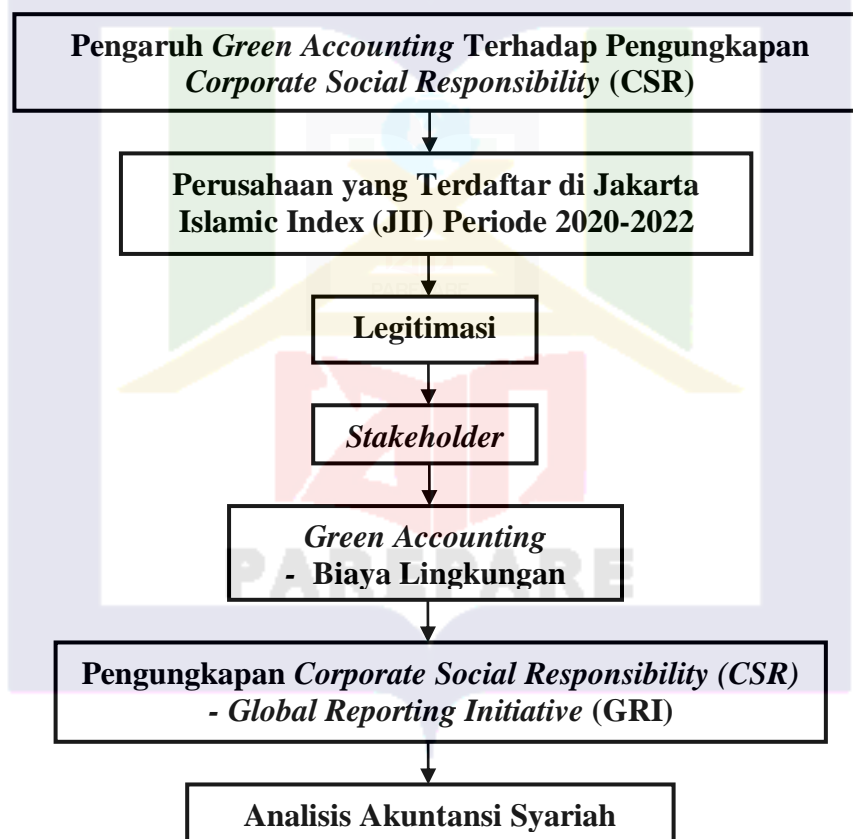 Pengaruh Green Accounting Terhadap Pengungkapan
Corporate Social Responsibility (CSR)
Perusahaan yang Terdaftar di Jakarta
Islamic Index (JII) Periode 2020-2022
PAREPARE
Legitimasi
Stakeholder
Green Accounting
- Biaya Lingkungan
PAREPARE
Pengungkapan Corporate Social Responsibility (CSR)
- Global Reporting Initiative (GRI)
Analisis Akuntansi Syariah